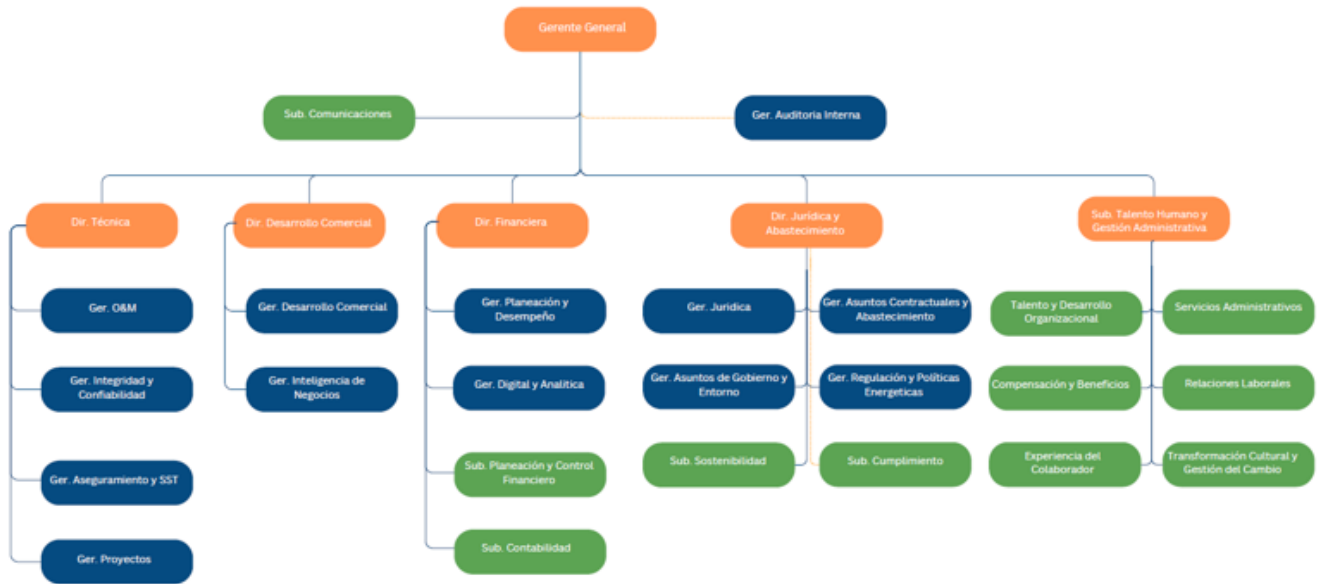 Gerente General
Sub. Comunicaciones
Ger. Auditoria Interna
Dir. Técnica
Dir. Desarrollo Comercial
Dir. Financiera
Dir. Jurídica y
Abastecimiento
Sub. Talento Humano y
Gestión Administrativa
Ger. O&M
Ger. Integridad y
Confiabilidad
Ger. Aseguramiento y SST
Ger. Proyectos
Ger. Desarrollo Comercial
Ger. Inteligencia de
Negocios
Ger. Planeación y
Desempeño
Ger. Digital y Analítica
Sub. Planeación y Control
Financiero
Sub. Contabilidad
Ger. Juridica
Ger. Asuntos Contractuales y
Abastecimiento
Ger. Asuntos de Gobierno y
Entorno
Ger. Regulación y Políticas
Energeticas
Sub. Sostenibilidad
Sub. Cumplimiento
Talento y Desarrollo
Organizacional
Servicios Administrativos
Compensación y Beneficios
Relaciones Laborales
Experiencia del
Colaborador
Transformación Cultural y
Gestión del Cambio